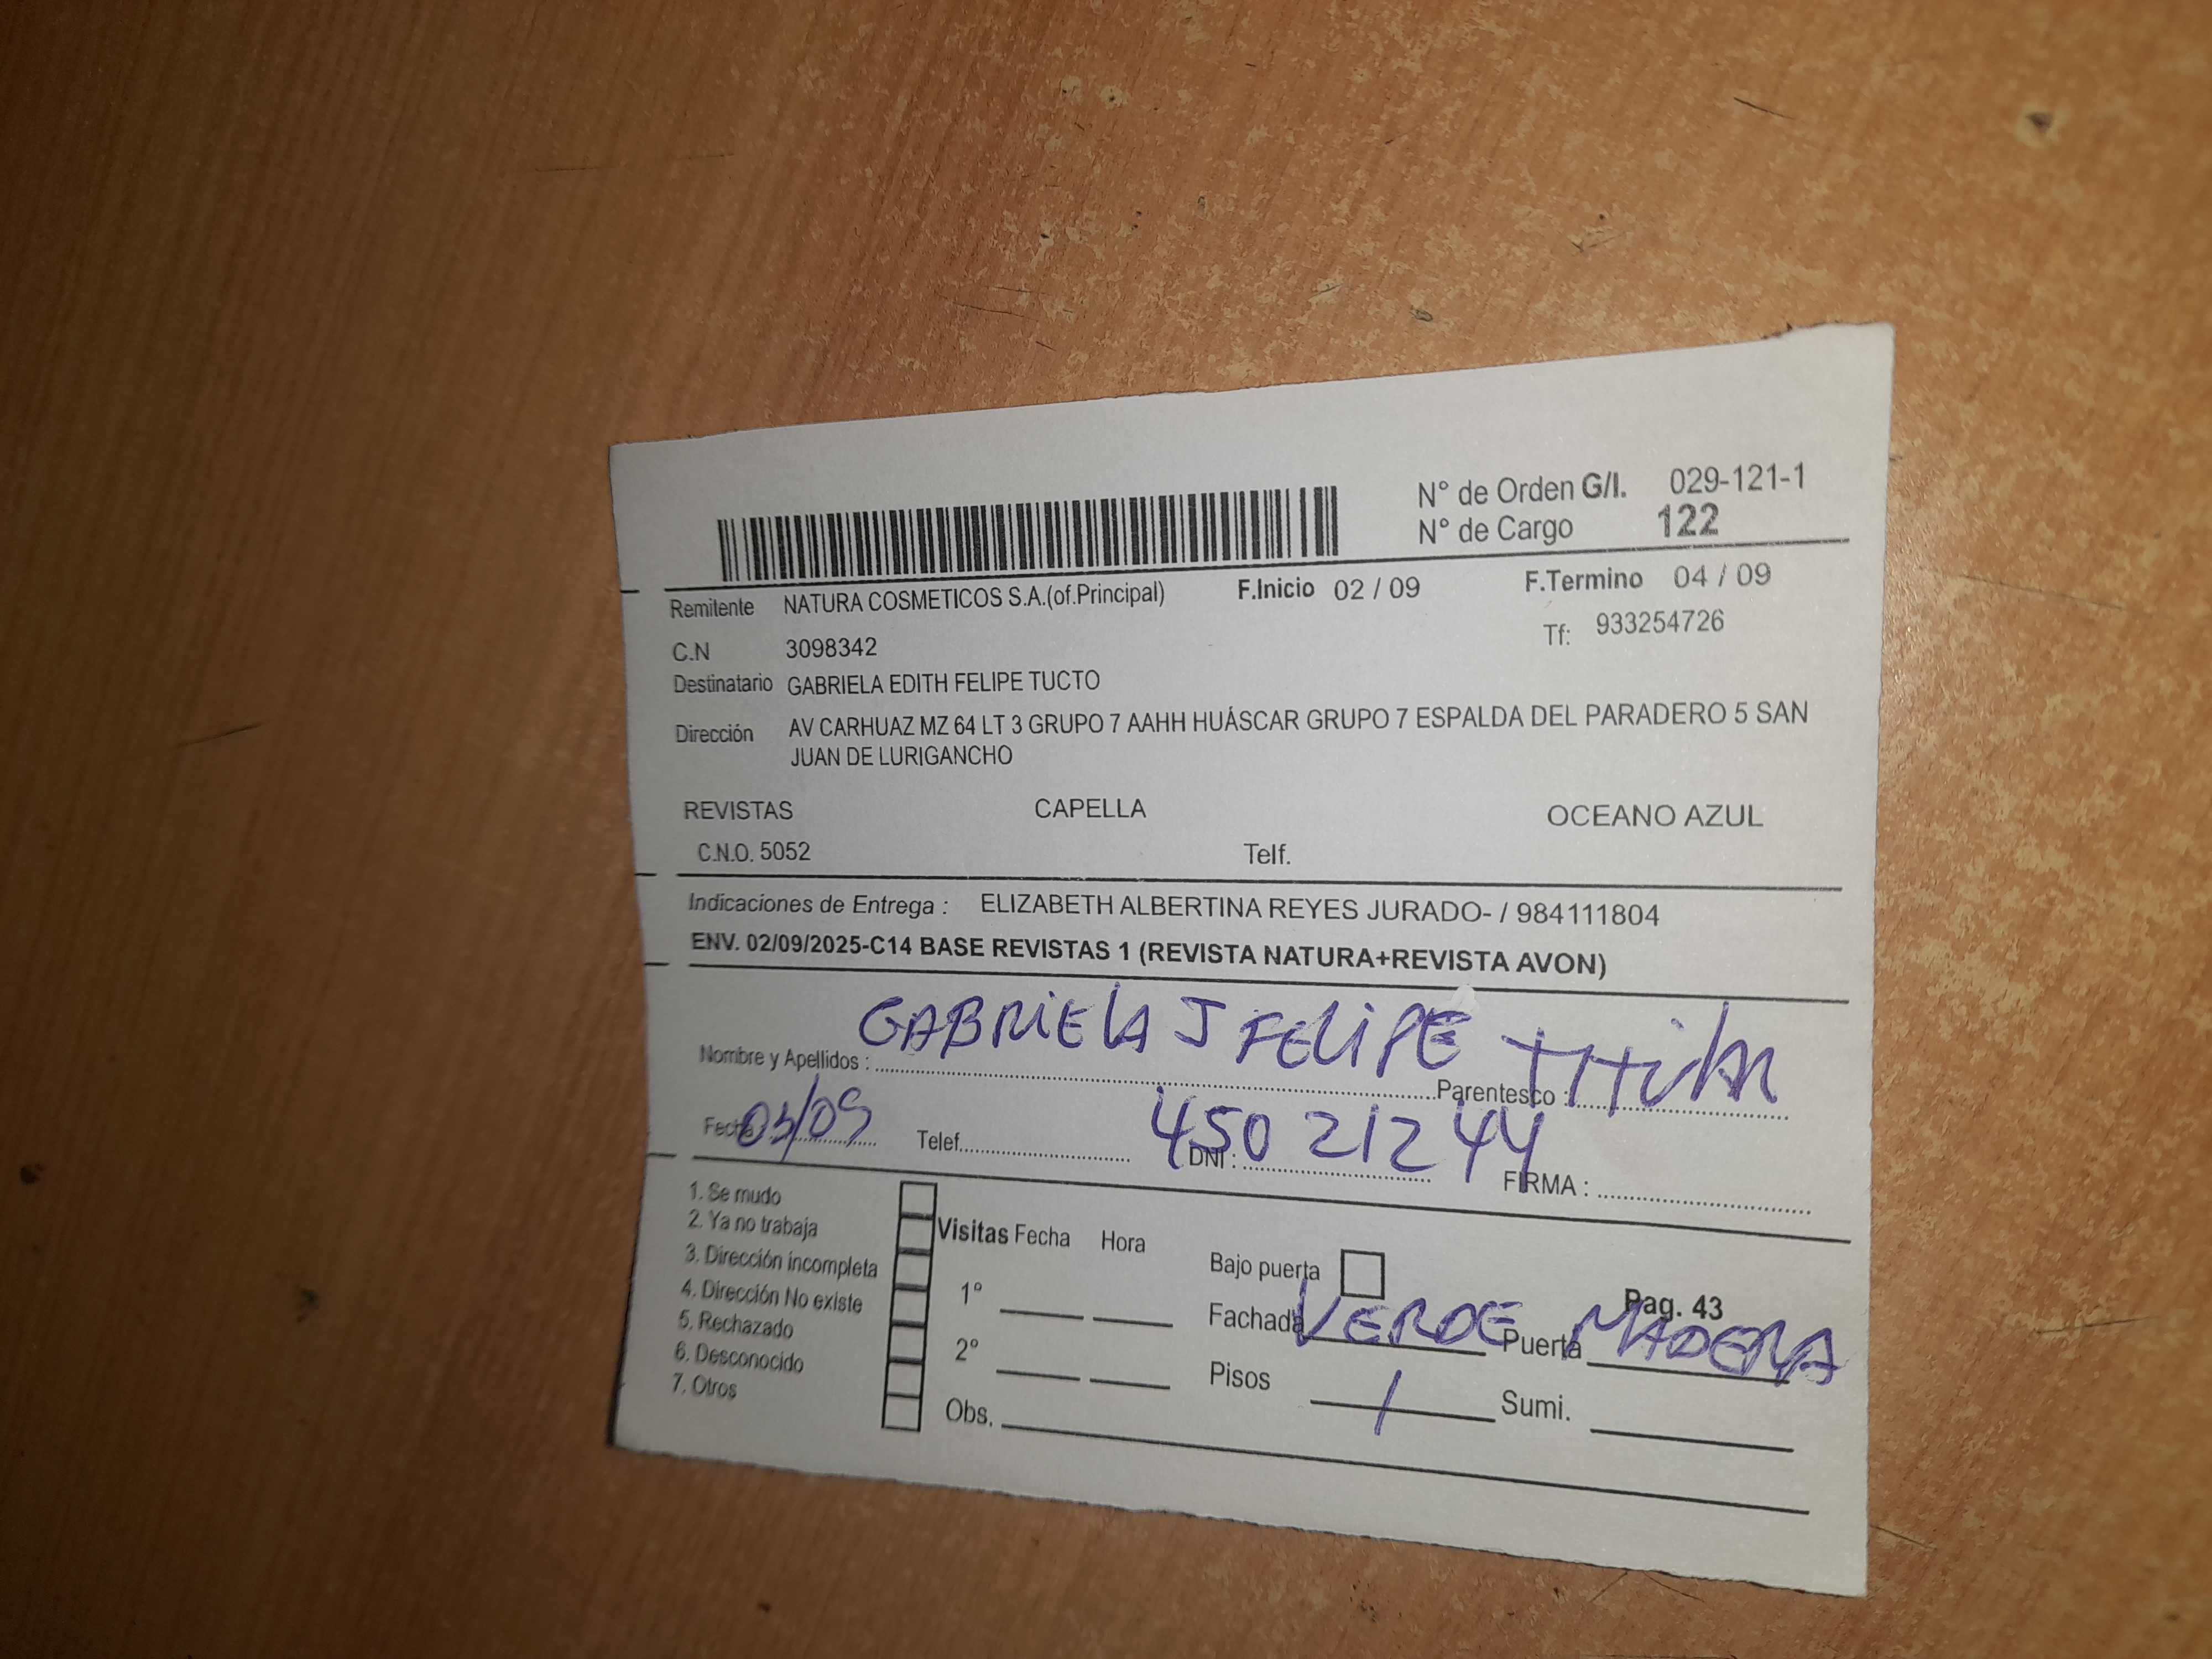 N° de Orden G/I. 029-121-1
N° de Cargo 122
Remitente NATURA COSMETICOS S.A.(of.Principal) F.Inicio 02 / 09 F.Termino 04 / 09
C.N 3098342 Tf: 933254726
Destinatario GABRIELA EDITH FELIPE TUCTO
Dirección AV CARHUAZ MZ 64 LT 3 GRUPO 7 AAHH HUÁSCAR GRUPO 7 ESPALDA DEL PARADERO 5 SAN
JUAN DE LURIGANCHO
REVISTAS CAPELLA OCEANO AZUL
C.N.O. 5052 Telf.
Indicaciones de Entrega : ELIZABETH ALBERTINA REYES JURADO- / 984111804
ENV. 02/09/2025-C14 BASE REVISTAS 1 (REVISTA NATURA+REVISTA AVON)
Nombre y Apellidos : GABRIELA J FELIPE Parentesco : TITULAR
Fecha : 03/09 Telef. DNI : 45021244 FIRMA :
1. Se mudo
2. Ya no trabaja
3. Dirección incompleta
4. Dirección No existe
5. Rechazado
6. Desconocido
7. Otros
Visitas Fecha Hora
1°
2°
Obs.
Bajo puerta
Pag. 43
Fachada VERDE Puerta MADERA
Pisos 1 Sumi.